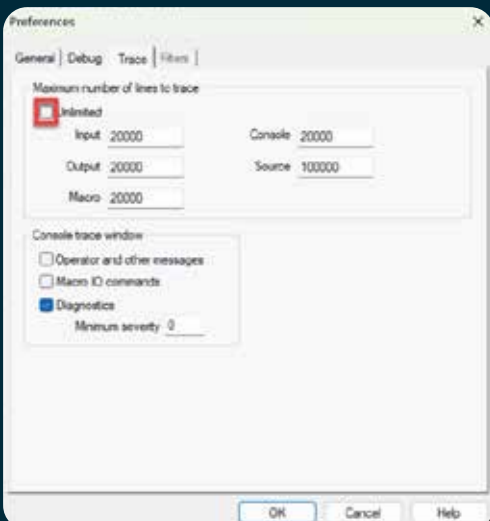 Preferences
General Debug Trace Filters
Maximum number of lines to trace
Unlimited
Input 20000 Console 20000
Output 20000 Source 100000
Macro 20000
Console trace window
Operator and other messages
Macro IO commands
Diagnostics
Minimum severity 0
OK Cancel Help